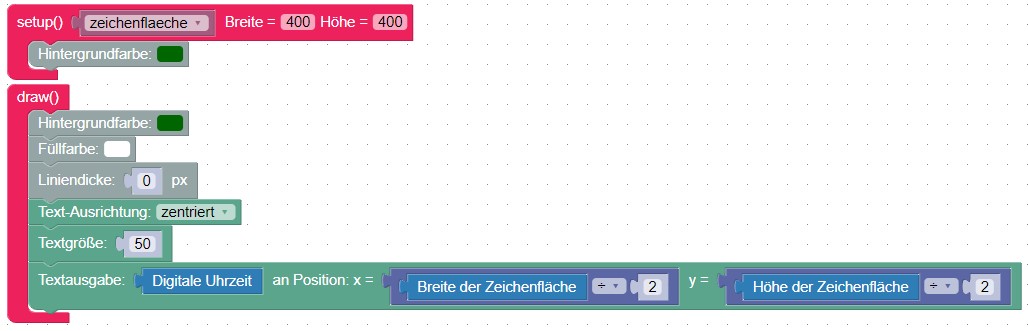 setup() zeichenflaeche Breite = 400 Höhe = 400
Hintergrundfarbe:
draw()
Hintergrundfarbe:
Füllfarbe:
Liniendicke: 0 px
Text-Ausrichtung: zentriert
Textgröße: 50
Textausgabe: Digitale Uhrzeit an Position: x = Breite der Zeichenfläche ÷ 2 y = Höhe der Zeichenfläche ÷ 2